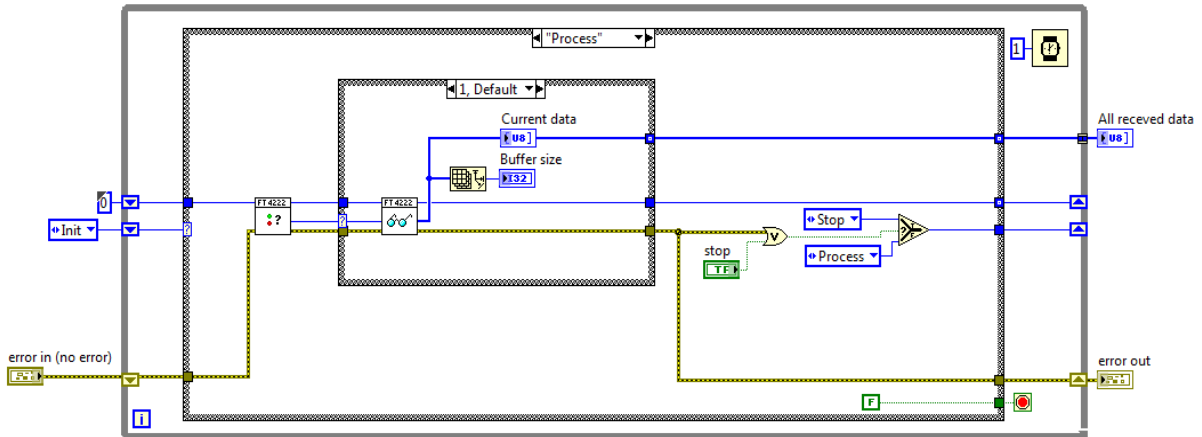 "Process"
1
1, Default
Current data
U8
Buffer size
I32
All receved data
U8
0
FT4222
?
FT4222
?
Init
?
Stop
?
F
stop
TF
V
Process
error in (no error)
error out
F
i